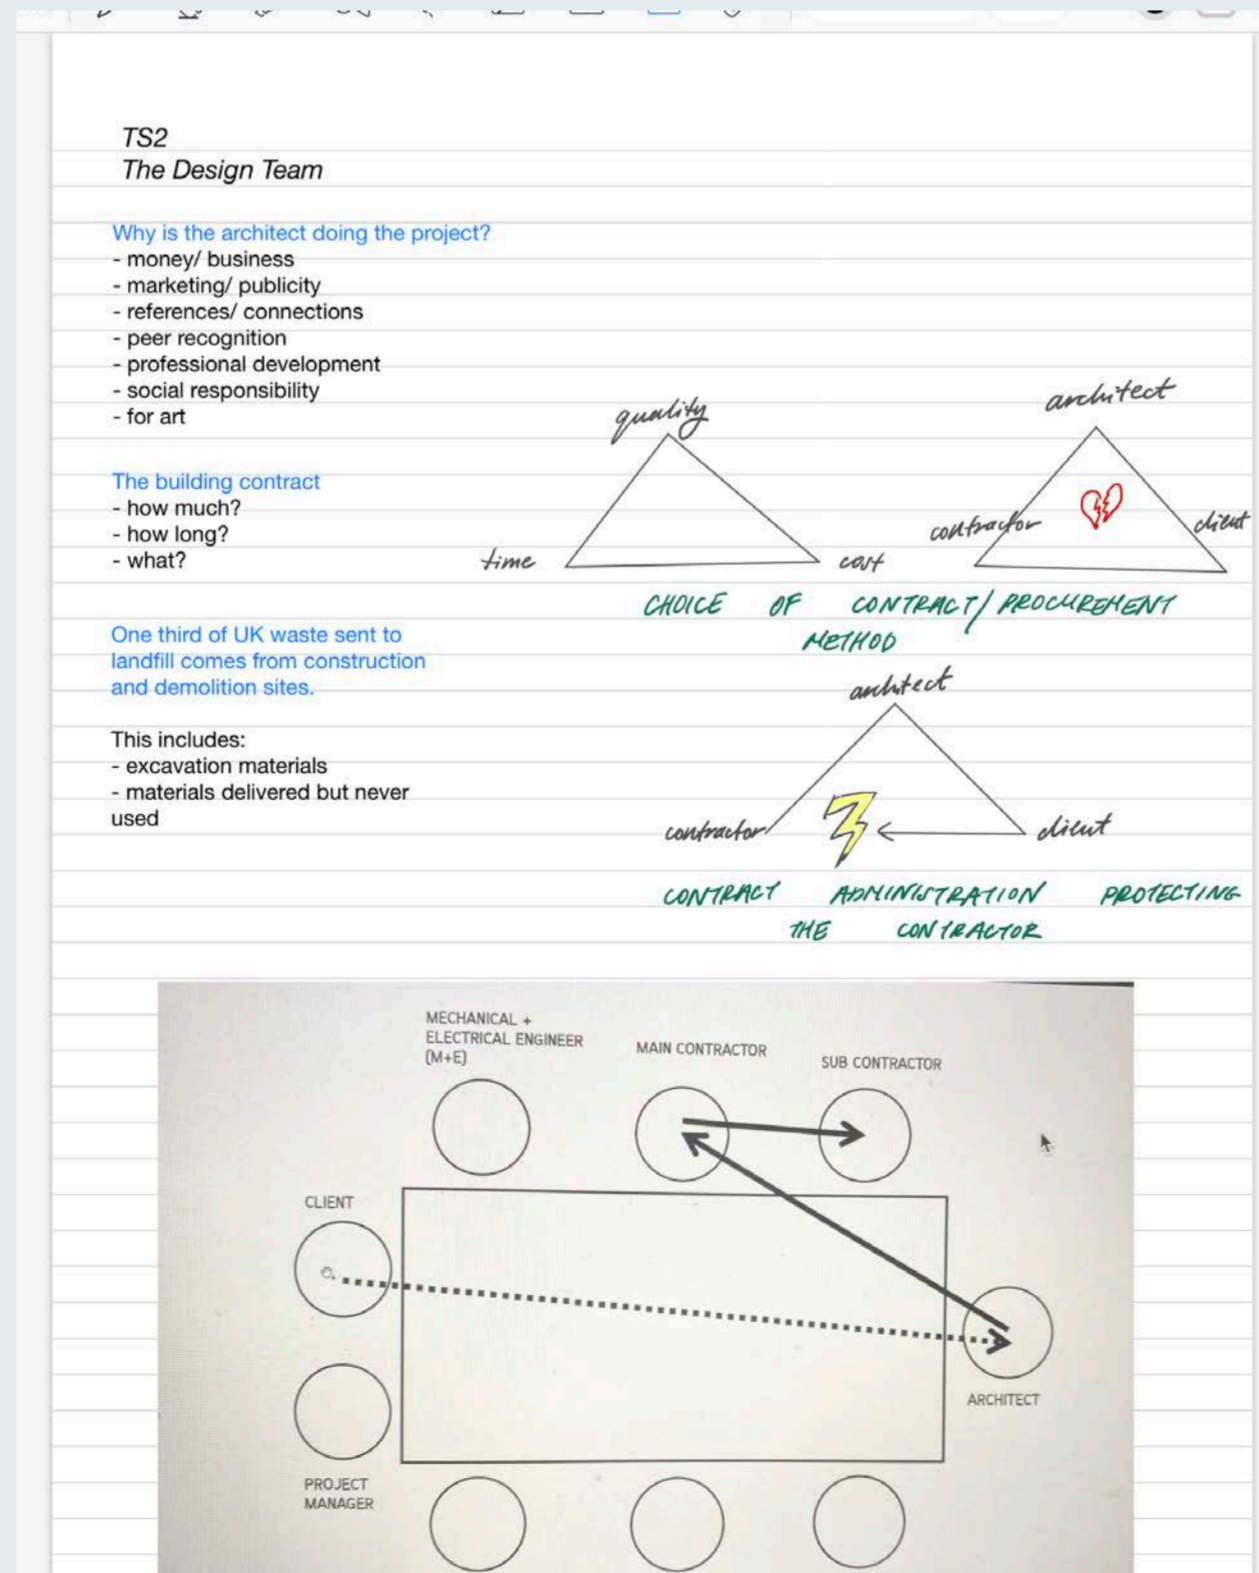 TS2
The Design Team
Why is the architect doing the project?
- money/ business
- marketing/ publicity
- references/ connections
- peer recognition
- professional development
- social responsibility
- for art
The building contract
- how much?
- how long?
- what?
quality
time
cost
architect
contractor
client
CHOICE OF CONTRACT/PROCUREMENT
METHOD
One third of UK waste sent to
landfill comes from construction
and demolition sites.
This includes:
- excavation materials
- materials delivered but never
used
architect
contractor
client
CONTRACT ADMINISTRATION PROTECTING
THE CONTRACTOR
MECHANICAL +
ELECTRICAL ENGINEER
(M+E)
MAIN CONTRACTOR
SUB CONTRACTOR
CLIENT
ARCHITECT
PROJECT
MANAGER